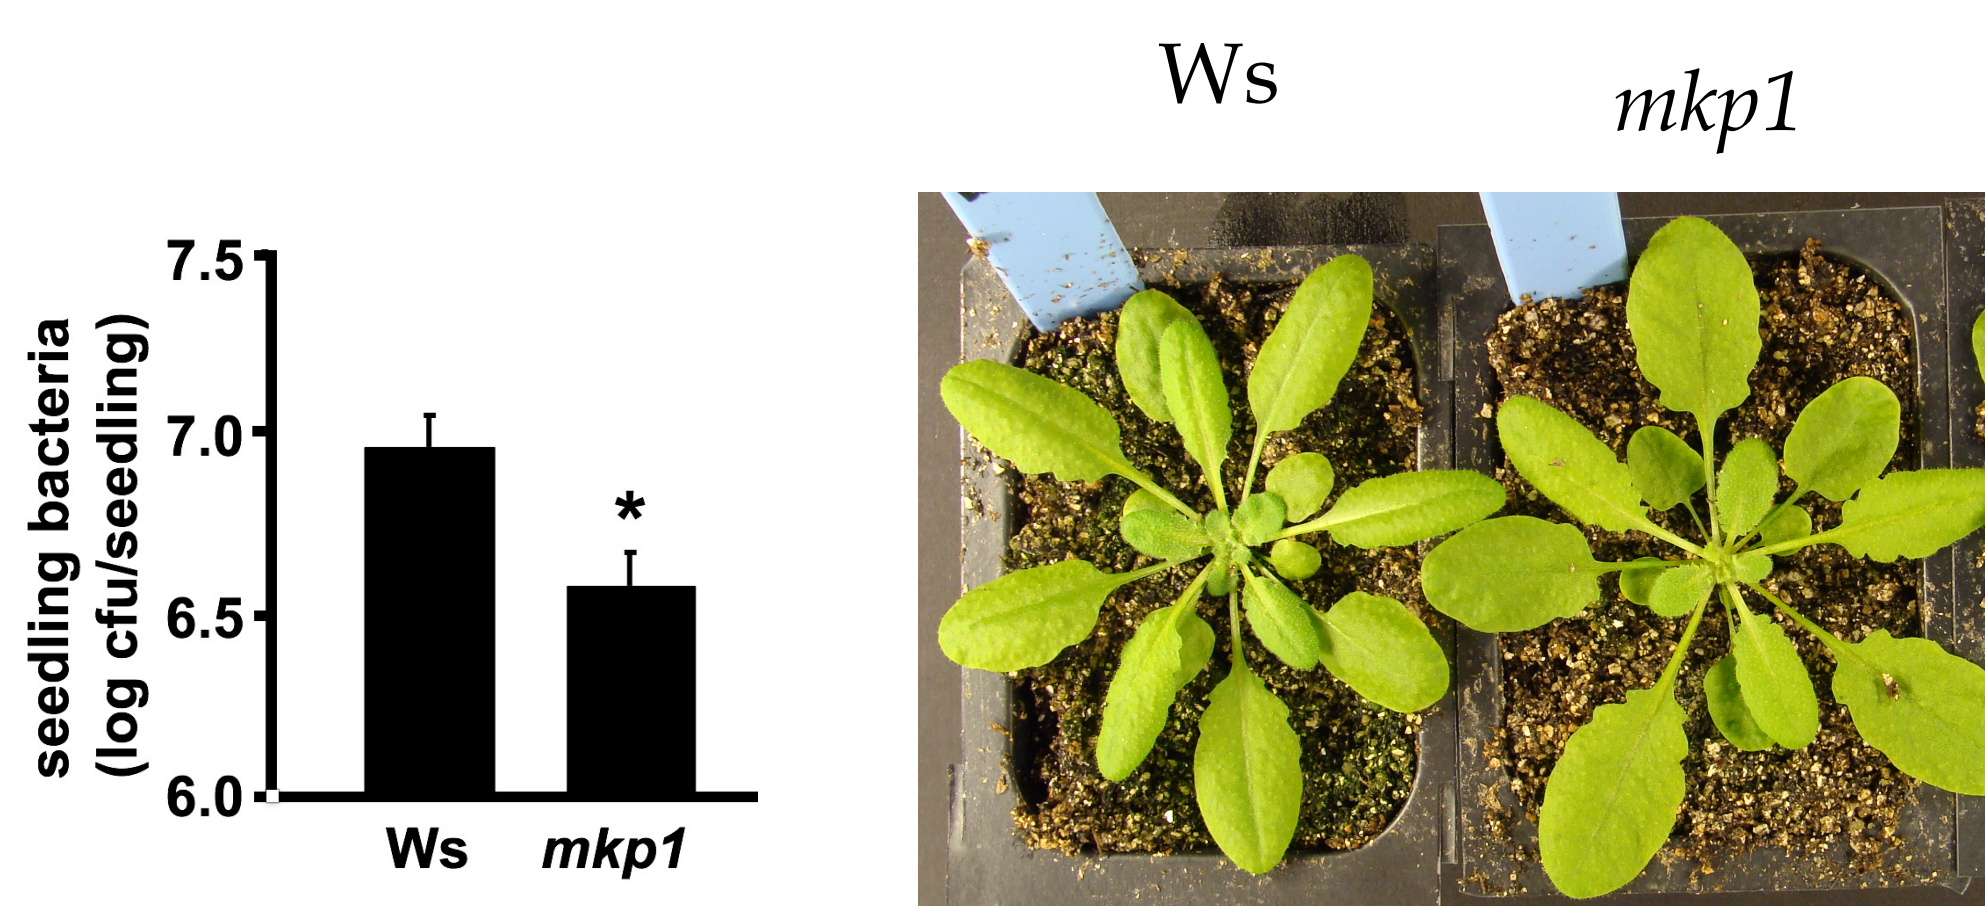 Ws
mkp1
7.5
7.0
6.5
6.0
seedling bacteria
(log cfu/seedling)
*
Ws
mkp1